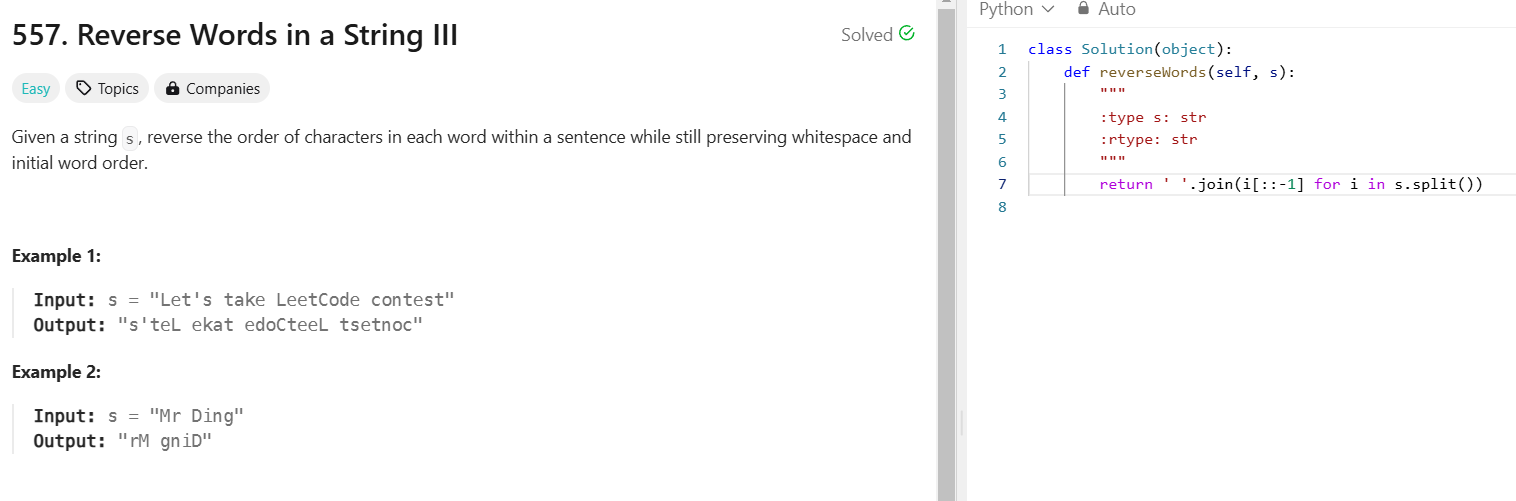 557. Reverse Words in a String III
Solved
Easy
Topics
Companies
Given a string s, reverse the order of characters in each word within a sentence while still preserving whitespace and
initial word order.
Example 1:
Input: s = "Let's take LeetCode contest"
Output: "s'teL ekat edoCteeL tsetnoc"
Example 2:
Input: s = "Mr Ding"
Output: "rM gniD"
Python
Auto
1 class Solution(object):
2     def reverseWords(self, s):
3         """
4         :type s: str
5         :rtype: str
6         """
7         return ' '.join(i[::-1] for i in s.split())
8